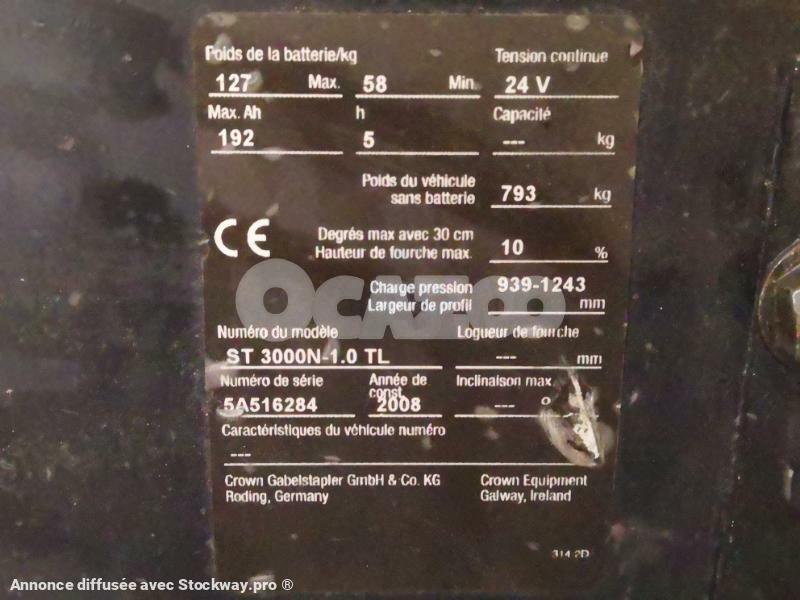 Poids de la batterie/kg Tension continue
127 Max. 58 Min. 24 V
Max. Ah h Capacité
192 5 --- kg
Poids du véhicule
sans batterie 793 kg
CE
Degrés max avec 30 cm
Hauteur de fourche max. 10 %
Charge pression 939-1243
Largeur de profil mm
OCAZOO
Numéro du modèle Logueur de fourche
ST 3000N-1.0 TL --- mm
Numéro de série Année de const. Inclinaison max.
5A516284 2008 --- º
Caractéristiques du véhicule numéro
---
Crown Gabelstapler GmbH & Co. KG Crown Equipment
Roding, Germany Galway, Ireland
314 2D
Annonce diffusée avec Stockway.pro ®